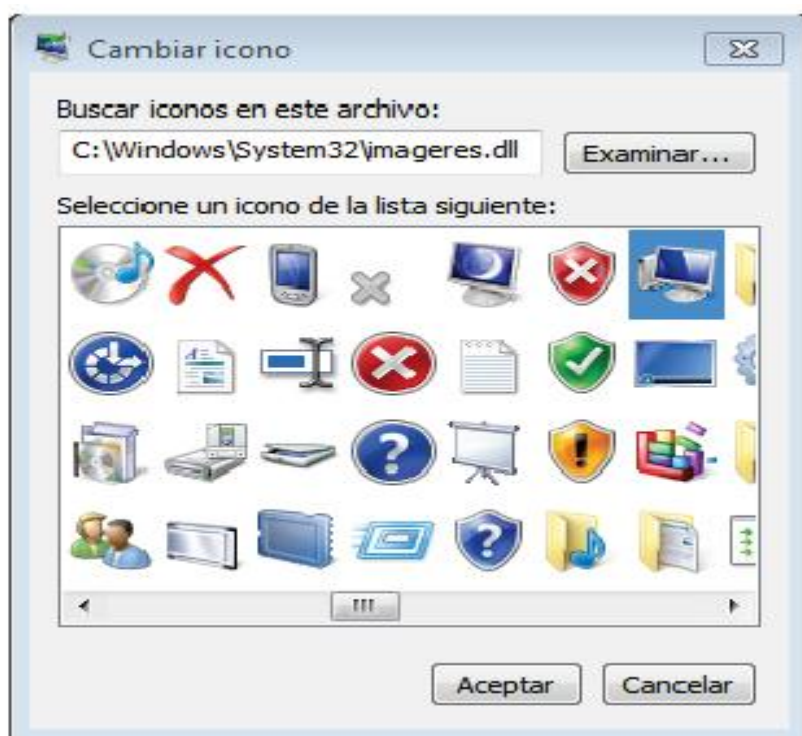 Cambiar icono
Buscar iconos en este archivo:
C:\Windows\System32\imageres.dll
Examinar...
Seleccione un icono de la lista siguiente:
Aceptar
Cancelar